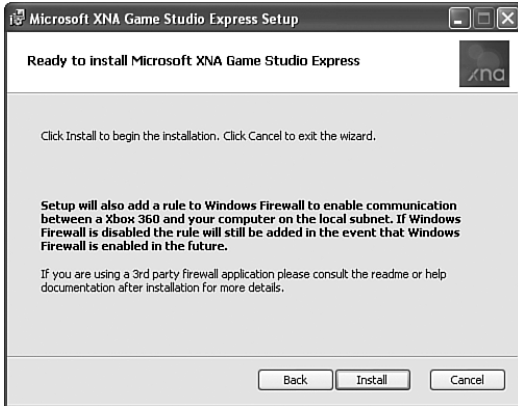 Microsoft XNA Game Studio Express Setup
Ready to install Microsoft XNA Game Studio Express
xna
Click Install to begin the installation. Click Cancel to exit the wizard.
Setup will also add a rule to Windows Firewall to enable communication
between a Xbox 360 and your computer on the local subnet. If Windows
Firewall is disabled the rule will still be added in the event that Windows
Firewall is enabled in the future.
If you are using a 3rd party firewall application please consult the readme or help
documentation after installation for more details.
Back Install Cancel